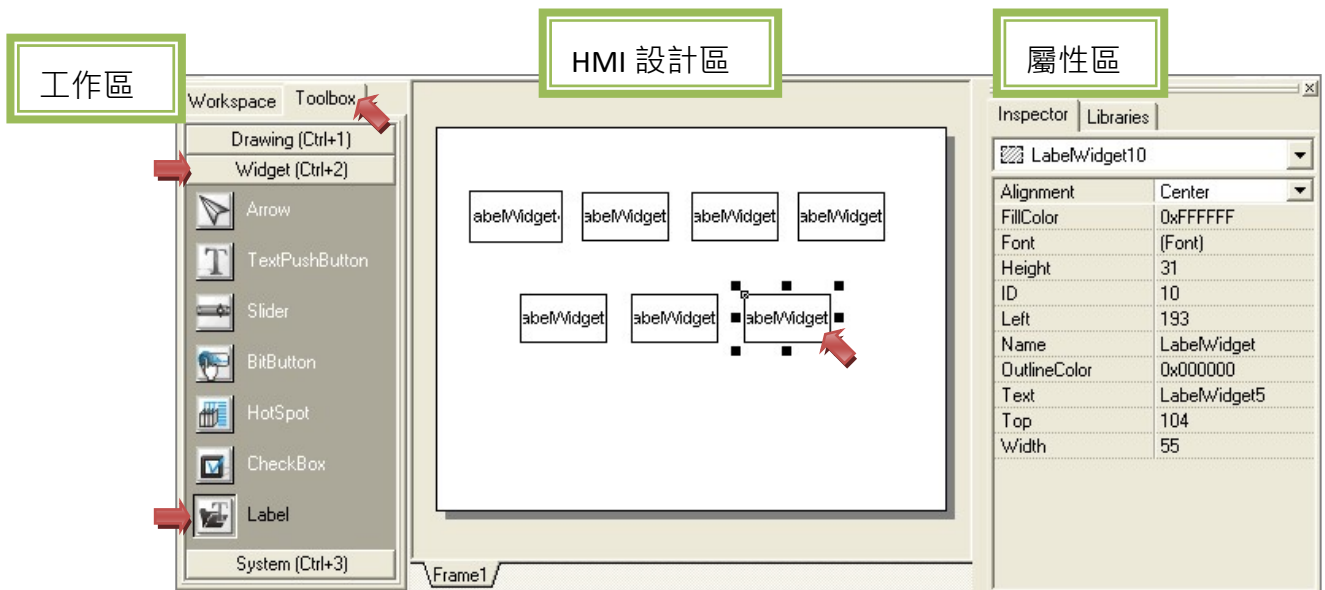 工作區
HMI 設計區
屬性區
Workspace
Toolbox
Drawing (Ctrl+1)
Widget (Ctrl+2)
Arrow
TextPushButton
Slider
BitButton
HotSpot
CheckBox
Label
System (Ctrl+3)
abelWidget abelWidget abelWidget abelWidget
abelWidget abelWidget abelWidget
Frame1
Inspector Libraries
LabelWidget10
Alignment Center
FillColor 0xFFFFFF
Font (Font)
Height 31
ID 10
Left 193
Name LabelWidget
OutlineColor 0x000000
Text LabelWidget5
Top 104
Width 55